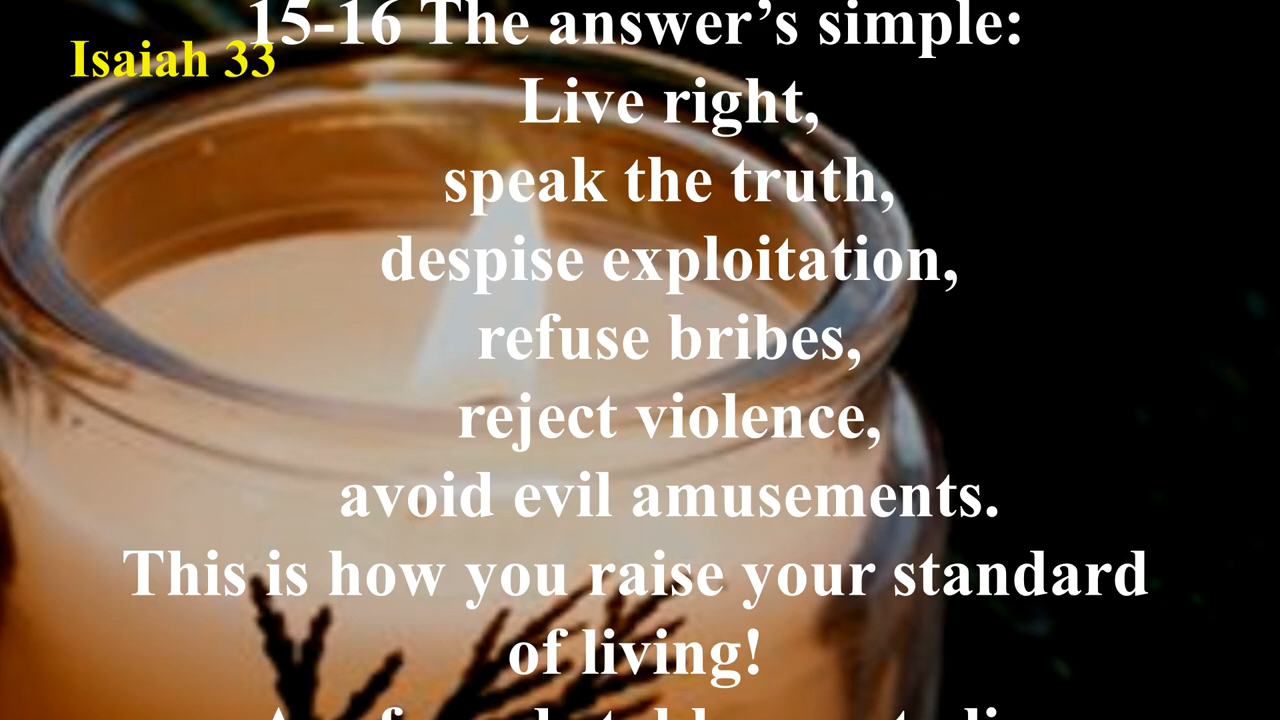 15-16 The answer’s simple:
Isaiah 33
Live right,
speak the truth,
despise exploitation,
refuse bribes,
reject violence,
avoid evil amusements.
This is how you raise your standard
of living!